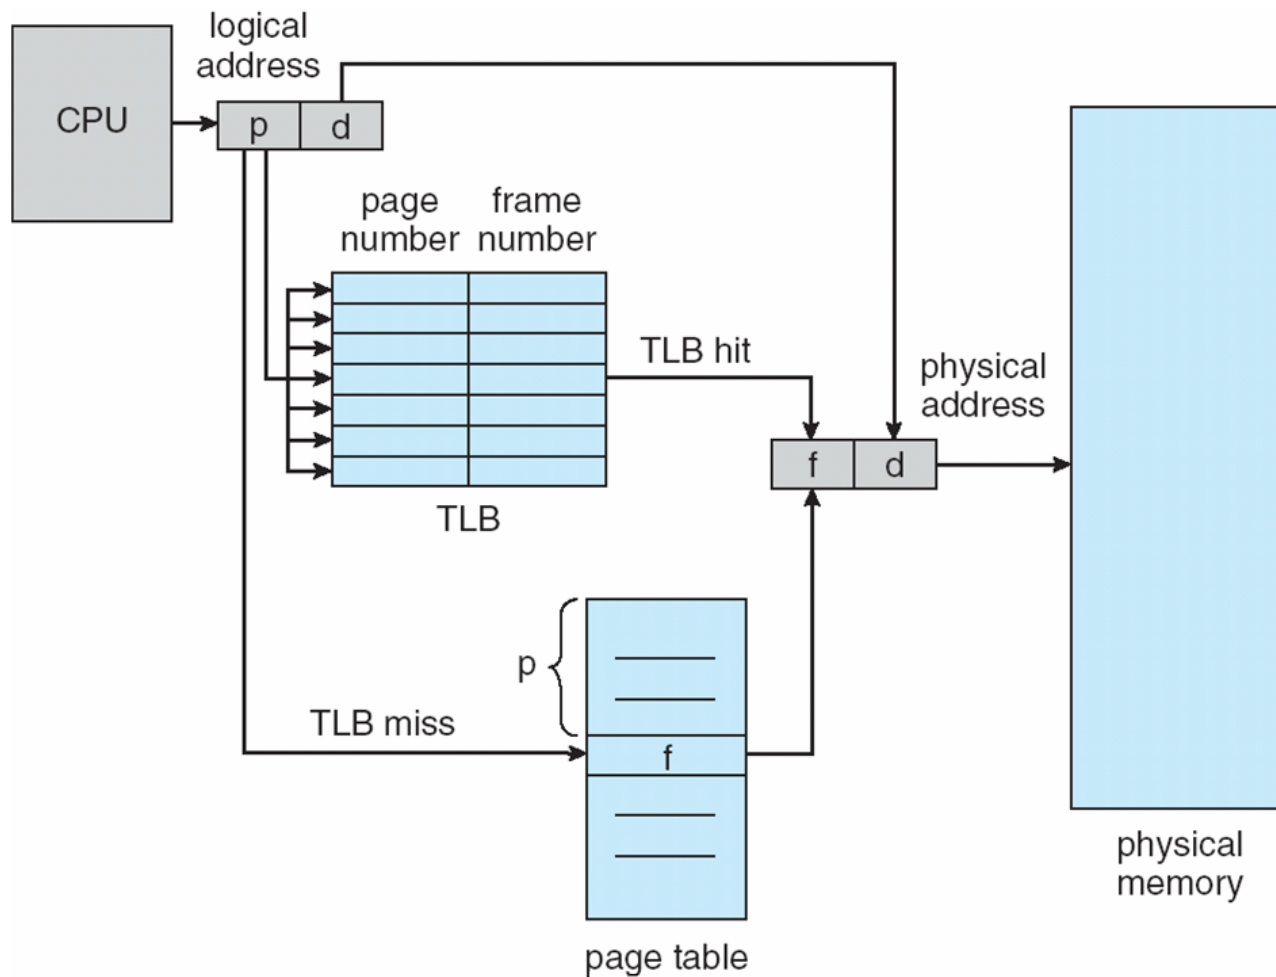 logical
address
CPU
p
d
page
number
frame
number
TLB hit
physical
address
f
d
TLB
p
TLB miss
f
physical
memory
page table